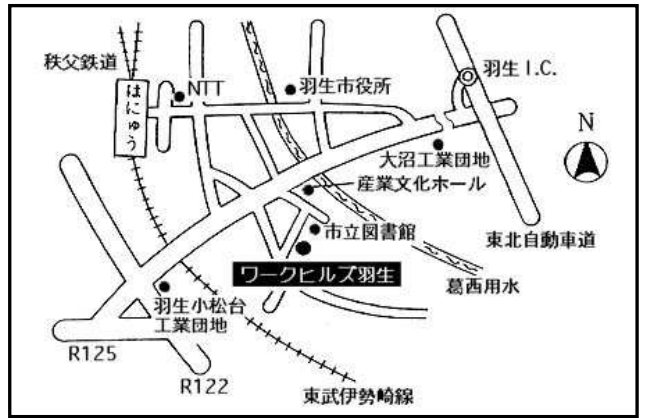 秩父鉄道
はにゅう
NTT
羽生市役所
羽生I.C.
N
大沼工業団地
産業文化ホール
市立図書館
東北自動車道
ワークヒルズ羽生
葛西用水
羽生小松台
工業団地
R125
R122
東武伊勢崎線